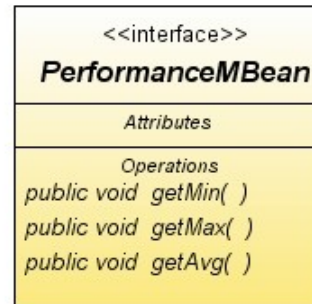 <<interface>>
PerformanceMBean
Attributes
Operations
public void getMin( )
public void getMax( )
public void getAvg( )